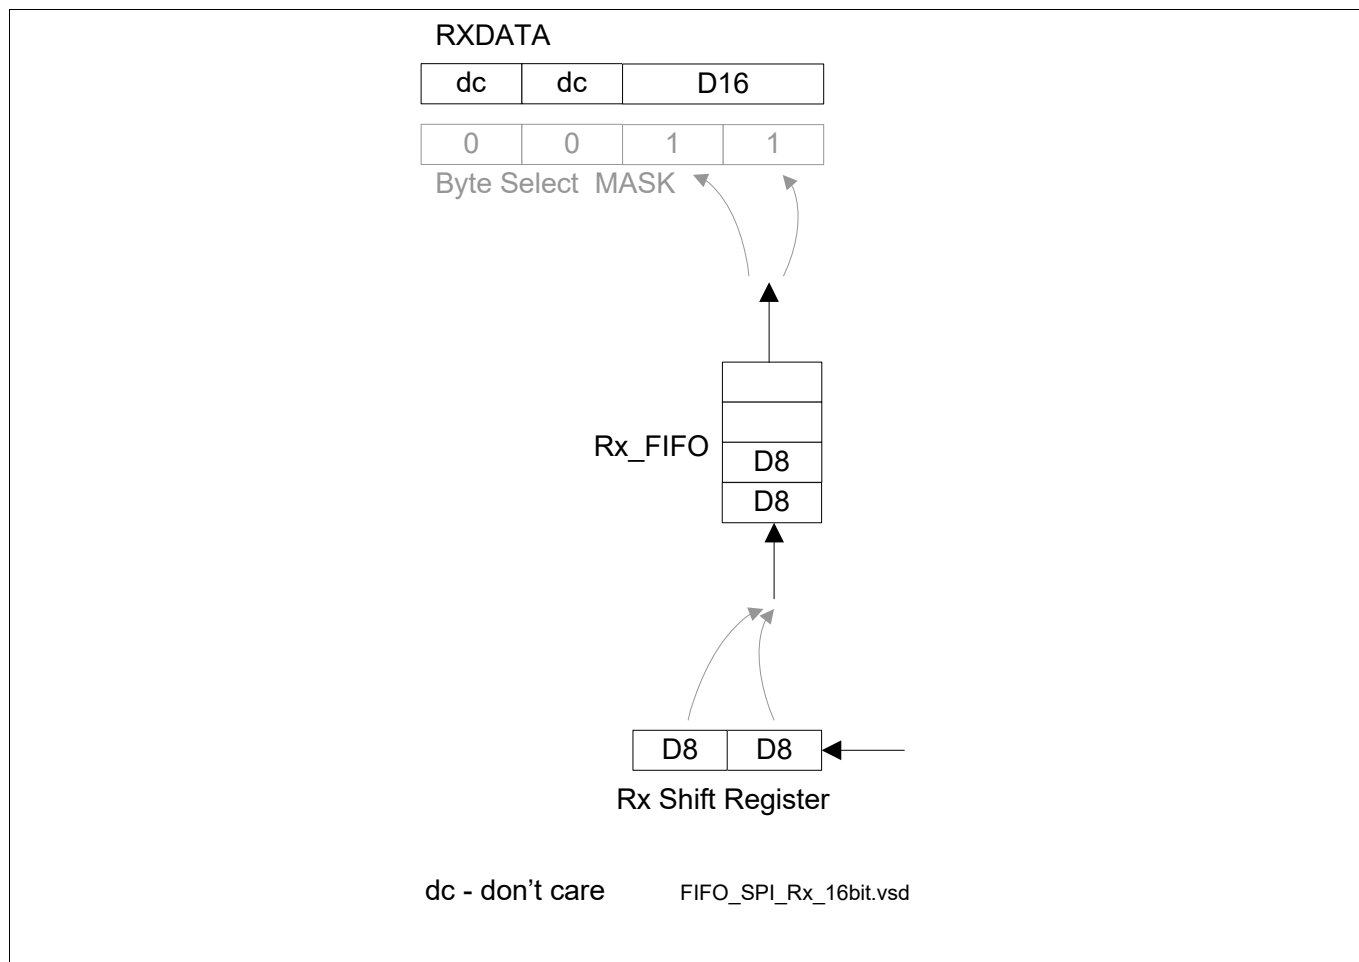 RXDATA
dc dc D16
0 0 1 1
Byte Select MASK
Rx_FIFO
D8
D8
D8 D8
Rx Shift Register
dc - don’t care FIFO_SPI_Rx_16bit.vsd